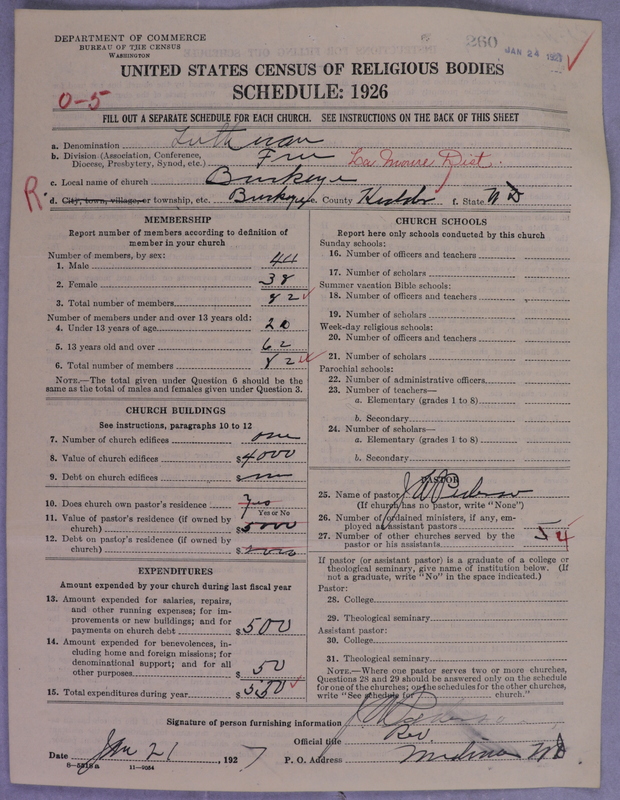 DEPARTMENT OF COMMERCE
BUREAU OF THE CENSUS
WASHINGTON
260
JAN 24 1927
UNITED STATES CENSUS OF RELIGIOUS BODIES
SCHEDULE: 1926
0-5
FILL OUT A SEPARATE SCHEDULE FOR EACH CHURCH. SEE INSTRUCTIONS ON THE BACK OF THIS SHEET
a. Denomination Lutheran
b. Division (Association, Conference, Diocese, Presbytery, Synod, etc.) Free La Moure Dist.
c. Local name of church Buckeye
R.
d. City, town, village, or township, etc. Buckeye e. County Kidder f. State N D
MEMBERSHIP
Report number of members according to definition of member in your church
Number of members, by sex:
1. Male 44
2. Female 38
3. Total number of members 82
Number of members under and over 13 years old:
4. Under 13 years of age 20
5. 13 years old and over 62
6. Total number of members 82
NOTE.—The total given under Question 6 should be the same as the total of males and females given under Question 3.
CHURCH BUILDINGS
See instructions, paragraphs 10 to 12
7. Number of church edifices one
8. Value of church edifices $4000
9. Debt on church edifices $
10. Does church own pastor's residence yes
Yes or No
11. Value of pastor's residence (if owned by church) $5000
12. Debt on pastor's residence (if owned by church) $
EXPENDITURES
Amount expended by your church during last fiscal year
13. Amount expended for salaries, repairs, and other running expenses; for improvements or new buildings; and for payments on church debt $500
14. Amount expended for benevolences, including home and foreign missions; for denominational support; and for all other purposes $50
15. Total expenditures during year $550
CHURCH SCHOOLS
Report here only schools conducted by this church
Sunday schools:
16. Number of officers and teachers
17. Number of scholars
Summer vacation Bible schools:
18. Number of officers and teachers
19. Number of scholars
Week-day religious schools:
20. Number of officers and teachers
21. Number of scholars
Parochial schools:
22. Number of administrative officers
23. Number of teachers—
a. Elementary (grades 1 to 8)
b. Secondary
24. Number of scholars—
a. Elementary (grades 1 to 8)
b. Secondary
PASTOR
25. Name of pastor
(If church has no pastor, write "None")
26. Number of ordained ministers, if any, employed as assistant pastors
27. Number of other churches served by the pastor or his assistants 5 4
If pastor (or assistant pastor) is a graduate of a college or theological seminary, give name of institution below. (If not a graduate, write "No" in the space indicated.)
Pastor:
28. College
29. Theological seminary
Assistant pastor:
30. College
31. Theological seminary
NOTE.—Where one pastor serves two or more churches, Questions 28 and 29 should be answered only on the schedule for one of the churches; on the schedules for the other churches, write "See schedule for church."
Signature of person furnishing information
Official title Rev
Date Jan 21, 1927 P. O. Address Medina N D
8-5518a 11-9054